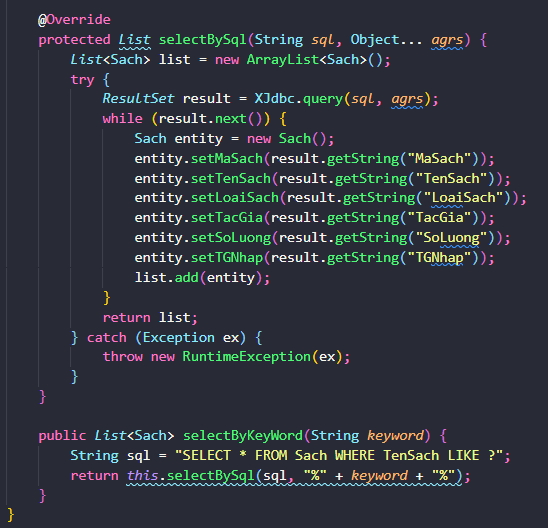 @Override
protected List selectBySql(String sql, Object... agrs) {
List<Sach> list = new ArrayList<Sach>();
try {
ResultSet result = XJdbc.query(sql, agrs);
while (result.next()) {
Sach entity = new Sach();
entity.setMaSach(result.getString("MaSach"));
entity.setTenSach(result.getString("TenSach"));
entity.setLoaiSach(result.getString("LoaiSach"));
entity.setTacGia(result.getString("TacGia"));
entity.setSoLuong(result.getString("SoLuong"));
entity.setTGNhap(result.getString("TGNhap"));
list.add(entity);
}
return list;
} catch (Exception ex) {
throw new RuntimeException(ex);
}
}
public List<Sach> selectByKeyWord(String keyword) {
String sql = "SELECT * FROM Sach WHERE TenSach LIKE ?";
return this.selectBySql(sql, "%" + keyword + "%");
}
}